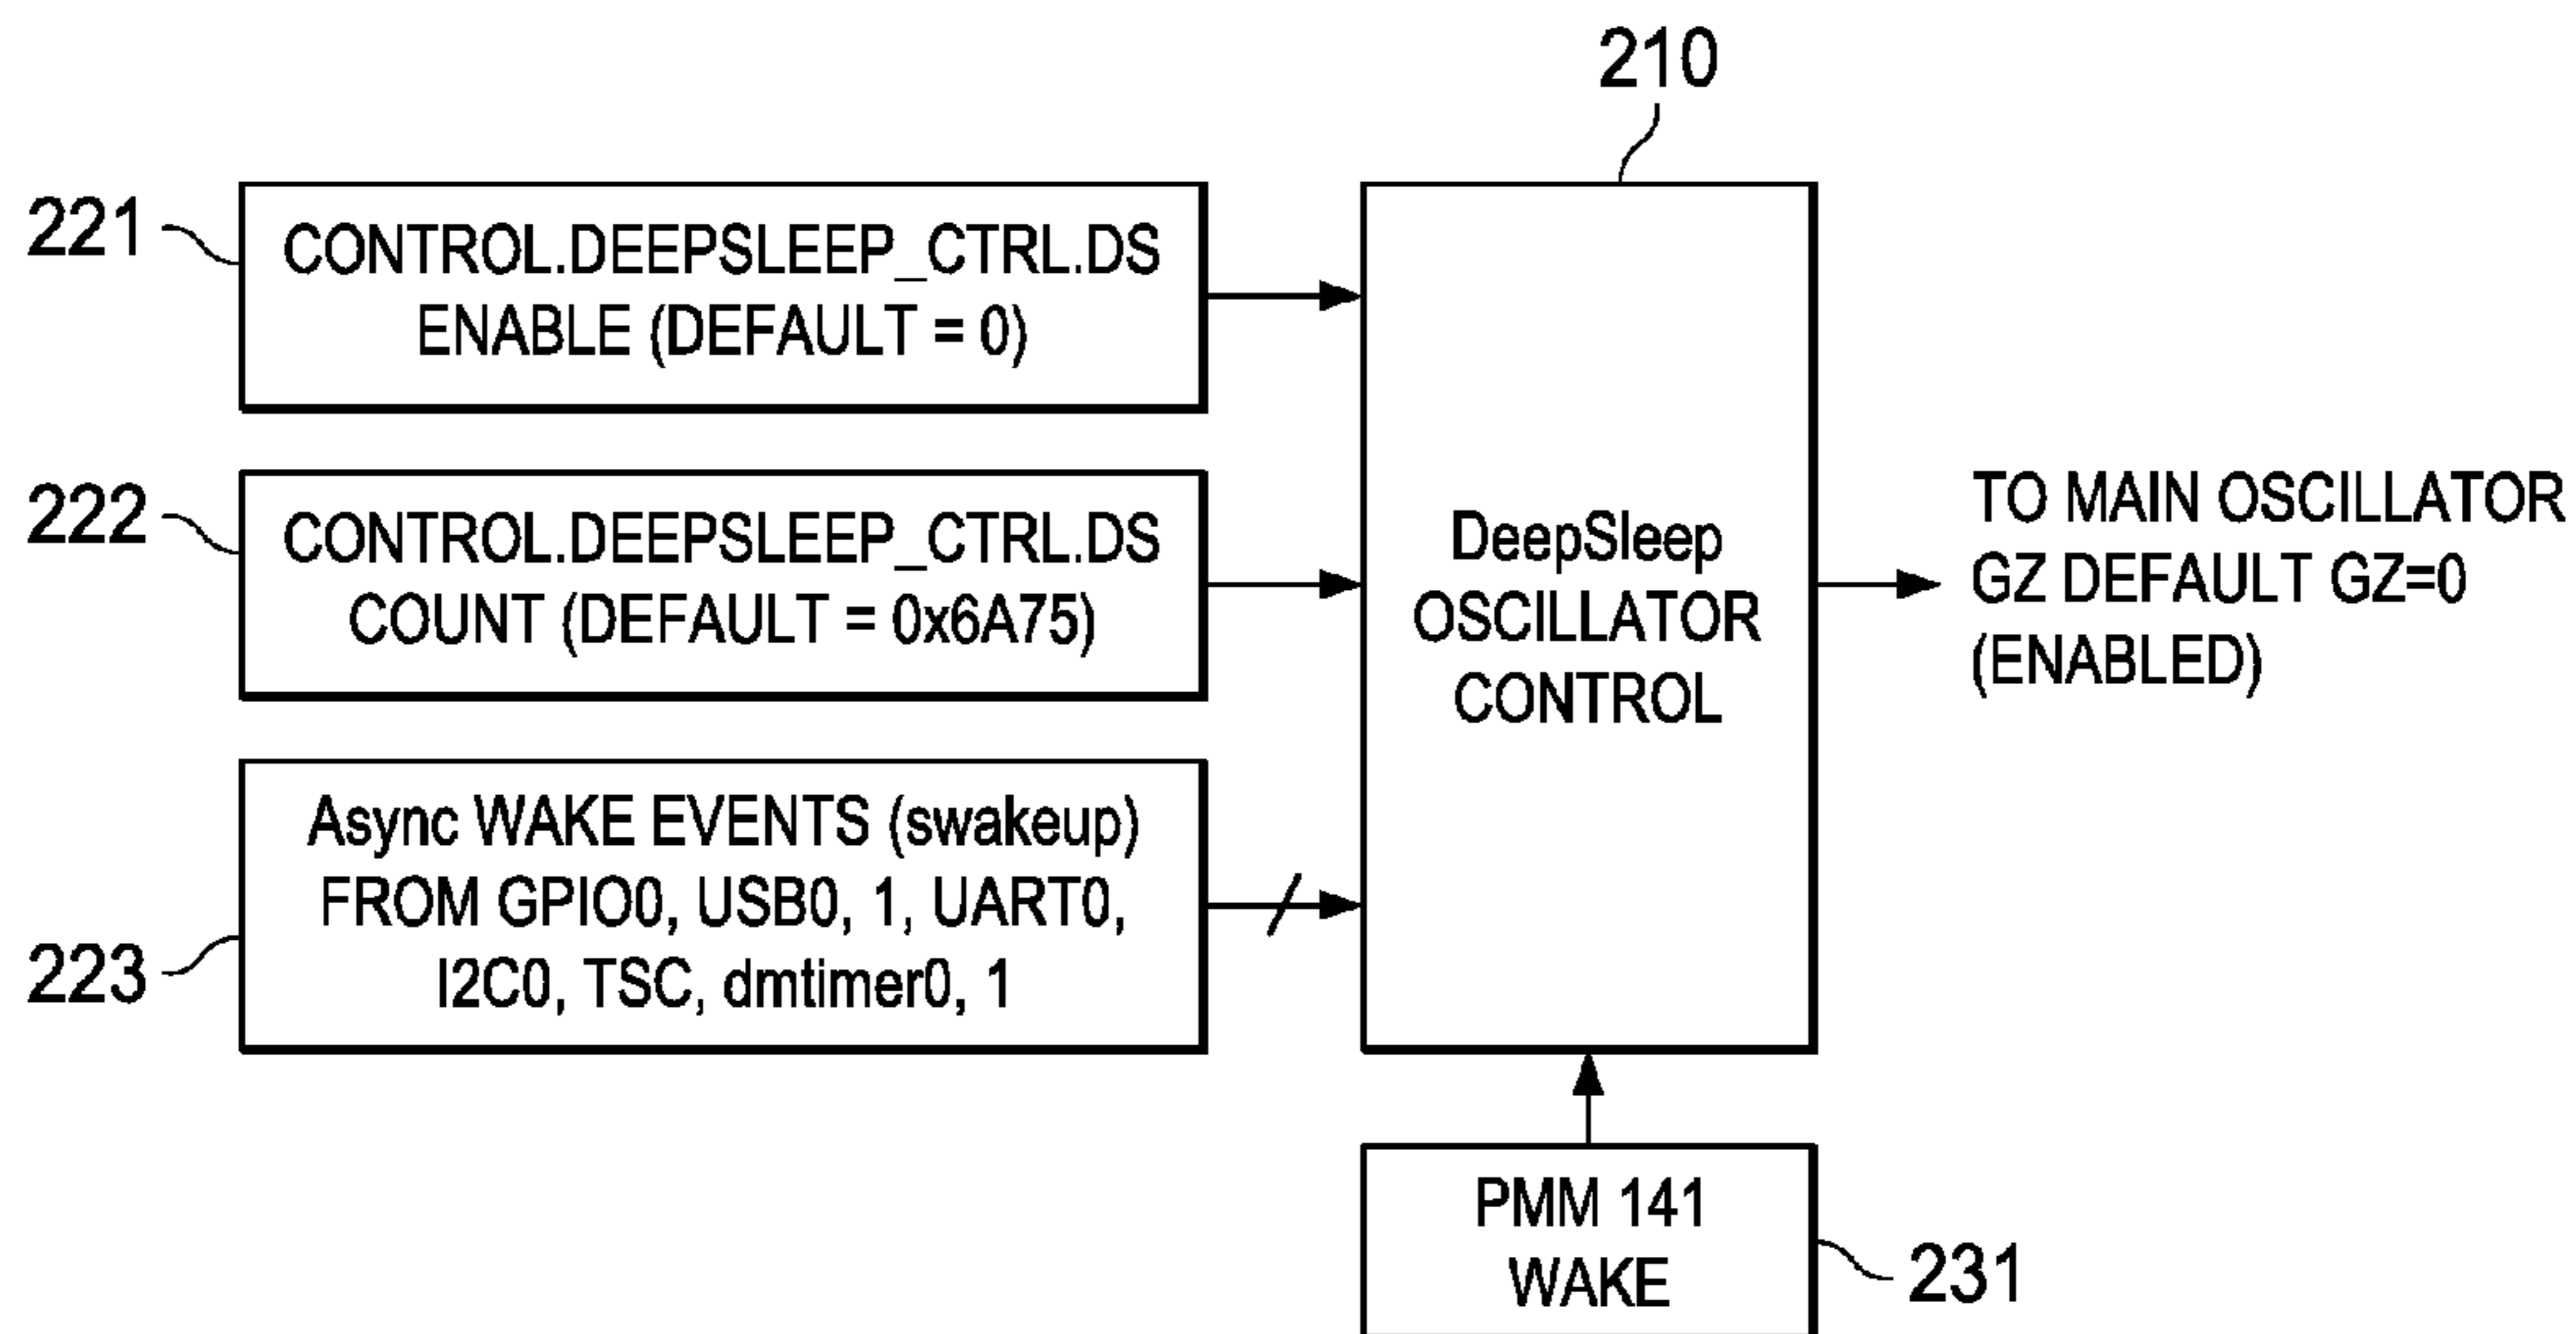 210
221
CONTROL.DEEPSLEEP_CTRL.DS
ENABLE (DEFAULT = 0)
222
CONTROL.DEEPSLEEP_CTRL.DS
COUNT (DEFAULT = 0x6A75)
223
Async WAKE EVENTS (swakeup)
FROM GPIO0, USB0, 1, UART0,
I2C0, TSC, dmtimer0, 1
DeepSleep
OSCILLATOR
CONTROL
TO MAIN OSCILLATOR
GZ DEFAULT GZ=0
(ENABLED)
PMM 141
WAKE
231